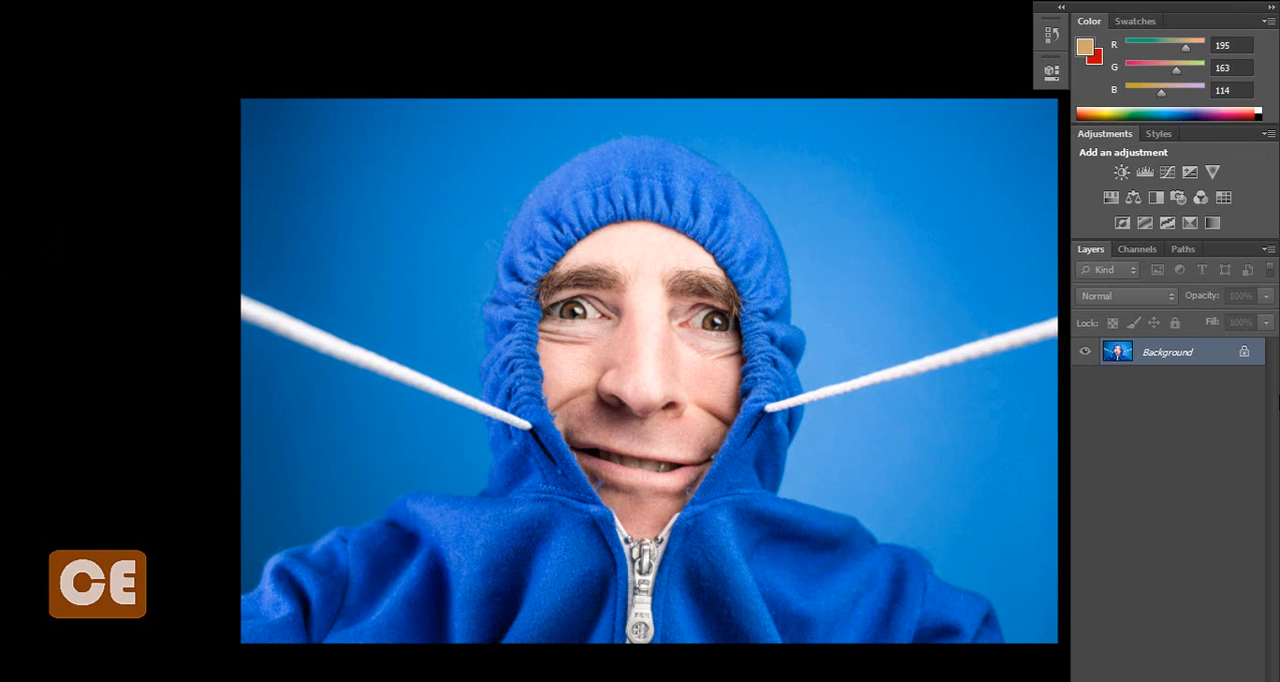 Color Swatches
R 195
G 163
B 114
Adjustments Styles
Add an adjustment
Layers Channels Paths
Kind
Normal Opacity: 100%
Lock: Fill: 100%
Background
CE